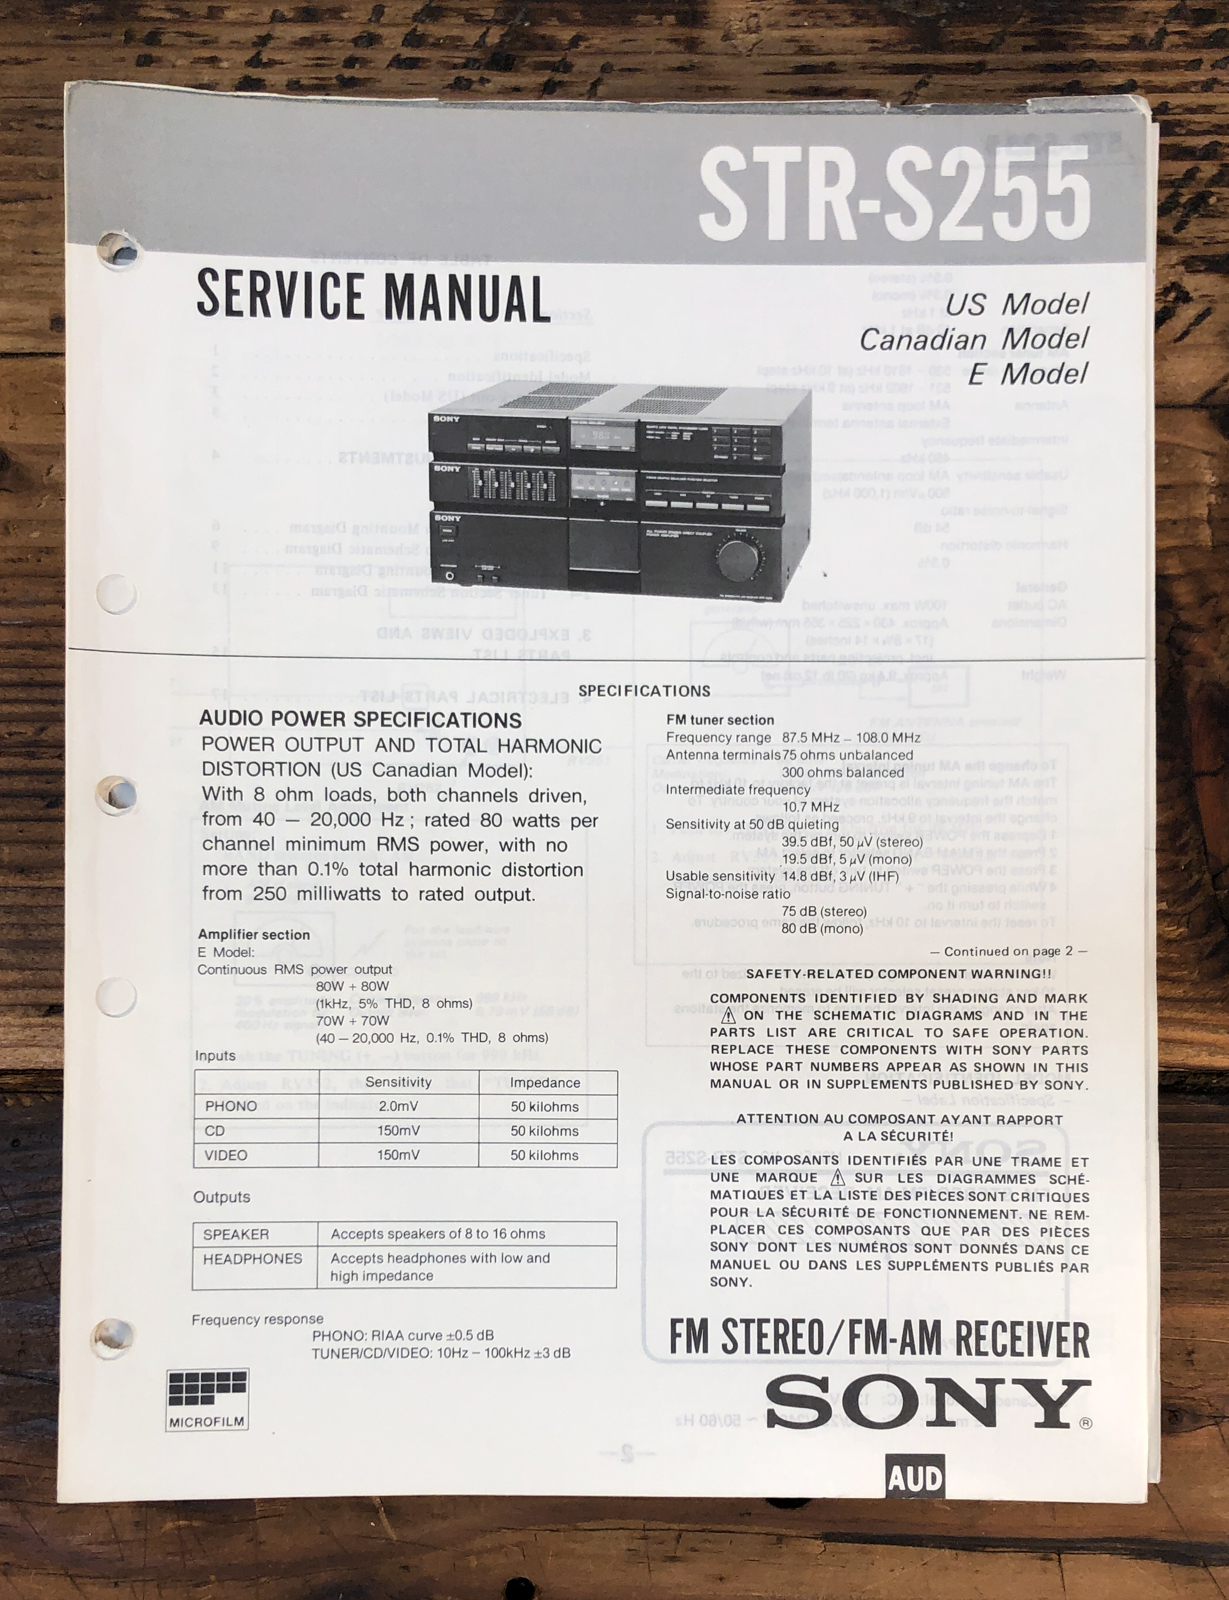 STR-S255
SERVICE MANUAL
US Model
Canadian Model
E Model
SONY
SONY
SONY
SPECIFICATIONS
AUDIO POWER SPECIFICATIONS
POWER OUTPUT AND TOTAL HARMONIC
DISTORTION (US Canadian Model):
With 8 ohm loads, both channels driven,
from 40 — 20,000 Hz; rated 80 watts per
channel minimum RMS power, with no
more than 0.1% total harmonic distortion
from 250 milliwatts to rated output.
Amplifier section
E Model:
Continuous RMS power output
80W + 80W
(1kHz, 5% THD, 8 ohms)
70W + 70W
(40 – 20,000 Hz, 0.1% THD, 8 ohms)
Inputs
Sensitivity Impedance
PHONO 2.0mV 50 kilohms
CD 150mV 50 kilohms
VIDEO 150mV 50 kilohms
Outputs
SPEAKER Accepts speakers of 8 to 16 ohms
HEADPHONES Accepts headphones with low and
high impedance
Frequency response
PHONO: RIAA curve ±0.5 dB
TUNER/CD/VIDEO: 10Hz – 100kHz ±3 dB
MICROFILM
FM tuner section
Frequency range 87.5 MHz – 108.0 MHz
Antenna terminals 75 ohms unbalanced
300 ohms balanced
Intermediate frequency
10.7 MHz
Sensitivity at 50 dB quieting
39.5 dBf, 50 μV (stereo)
19.5 dBf, 5 μV (mono)
Usable sensitivity 14.8 dBf, 3 μV (IHF)
Signal-to-noise ratio
75 dB (stereo)
80 dB (mono)
— Continued on page 2 —
SAFETY-RELATED COMPONENT WARNING!!
COMPONENTS IDENTIFIED BY SHADING AND MARK
⚠ ON THE SCHEMATIC DIAGRAMS AND IN THE
PARTS LIST ARE CRITICAL TO SAFE OPERATION.
REPLACE THESE COMPONENTS WITH SONY PARTS
WHOSE PART NUMBERS APPEAR AS SHOWN IN THIS
MANUAL OR IN SUPPLEMENTS PUBLISHED BY SONY.
ATTENTION AU COMPOSANT AYANT RAPPORT
A LA SÉCURITÉ!
LES COMPOSANTS IDENTIFIÉS PAR UNE TRAME ET
UNE MARQUE ⚠ SUR LES DIAGRAMMES SCHÉ-
MATIQUES ET LA LISTE DES PIÈCES SONT CRITIQUES
POUR LA SÉCURITÉ DE FONCTIONNEMENT. NE REM-
PLACER CES COMPOSANTS QUE PAR DES PIÈCES
SONY DONT LES NUMÉROS SONT DONNÉS DANS CE
MANUEL OU DANS LES SUPPLÉMENTS PUBLIÉS PAR
SONY.
FM STEREO/FM-AM RECEIVER
SONY®
AUD